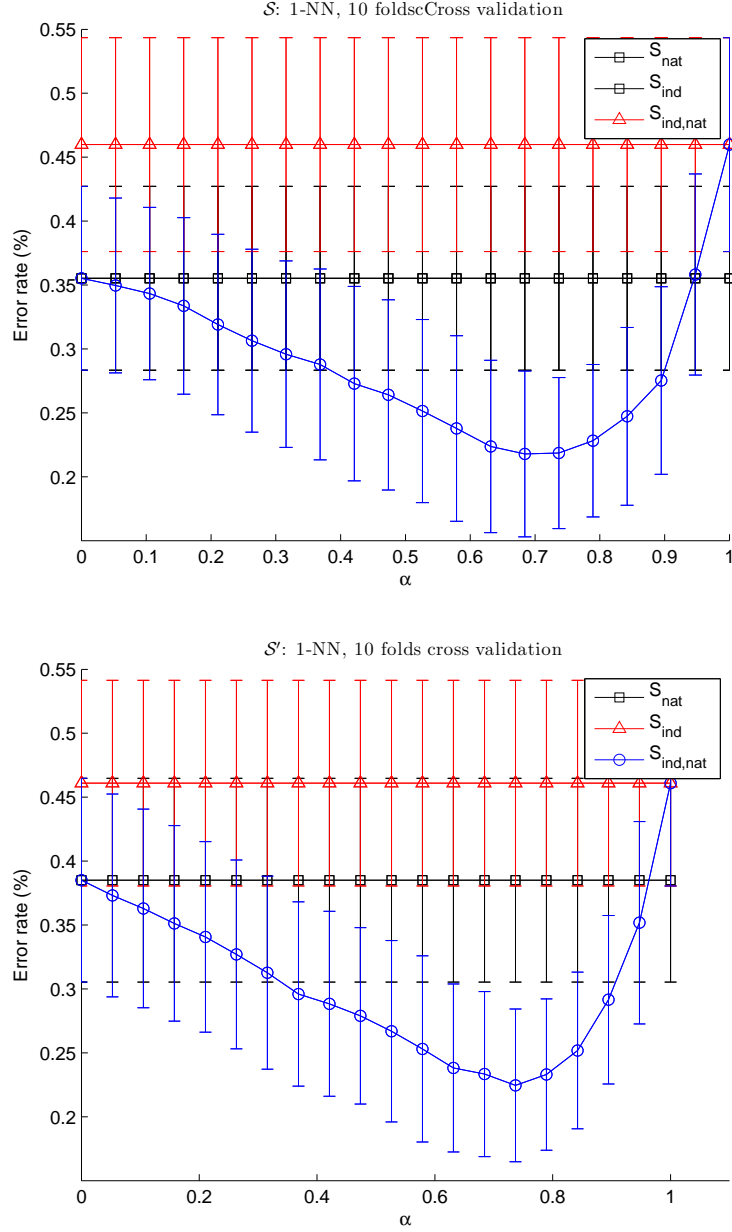 S: 1-NN, 10 foldscCross validation
0.55
0.5
0.45
0.4
0.35
0.3
0.25
0.2
Error rate (%)
S_nat
S_ind
S_ind,nat
0 0.1 0.2 0.3 0.4 0.5 0.6 0.7 0.8 0.9 1
α
S′: 1-NN, 10 folds cross validation
0.55
0.5
0.45
0.4
0.35
0.3
0.25
0.2
Error rate (%)
S_nat
S_ind
S_ind,nat
0 0.2 0.4 0.6 0.8 1
α